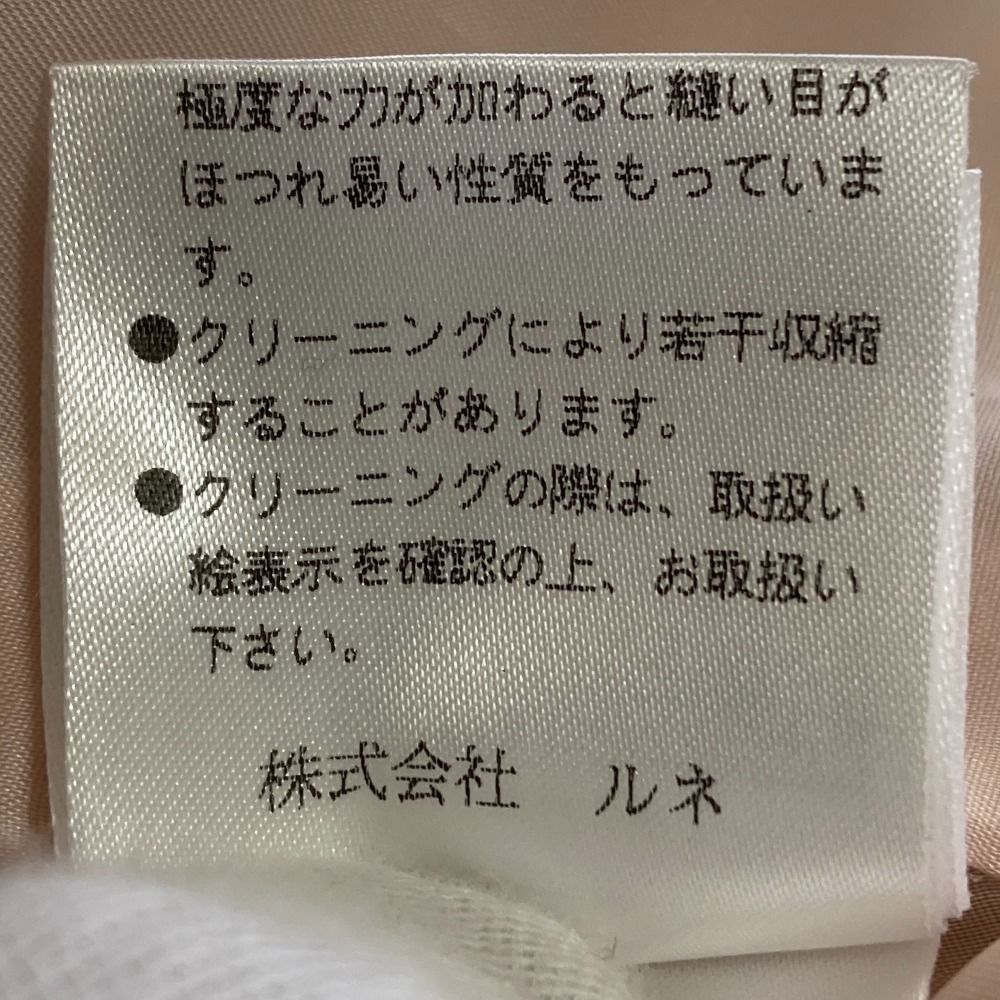 極度な力が加わると縫い目が
ほつれ易い性質をもっていま
す。
●クリーニングにより若干収縮
することがあります。
●クリーニングの際は、取扱い
絵表示を確認の上、お取扱い
下さい。
株式会社 ルネ